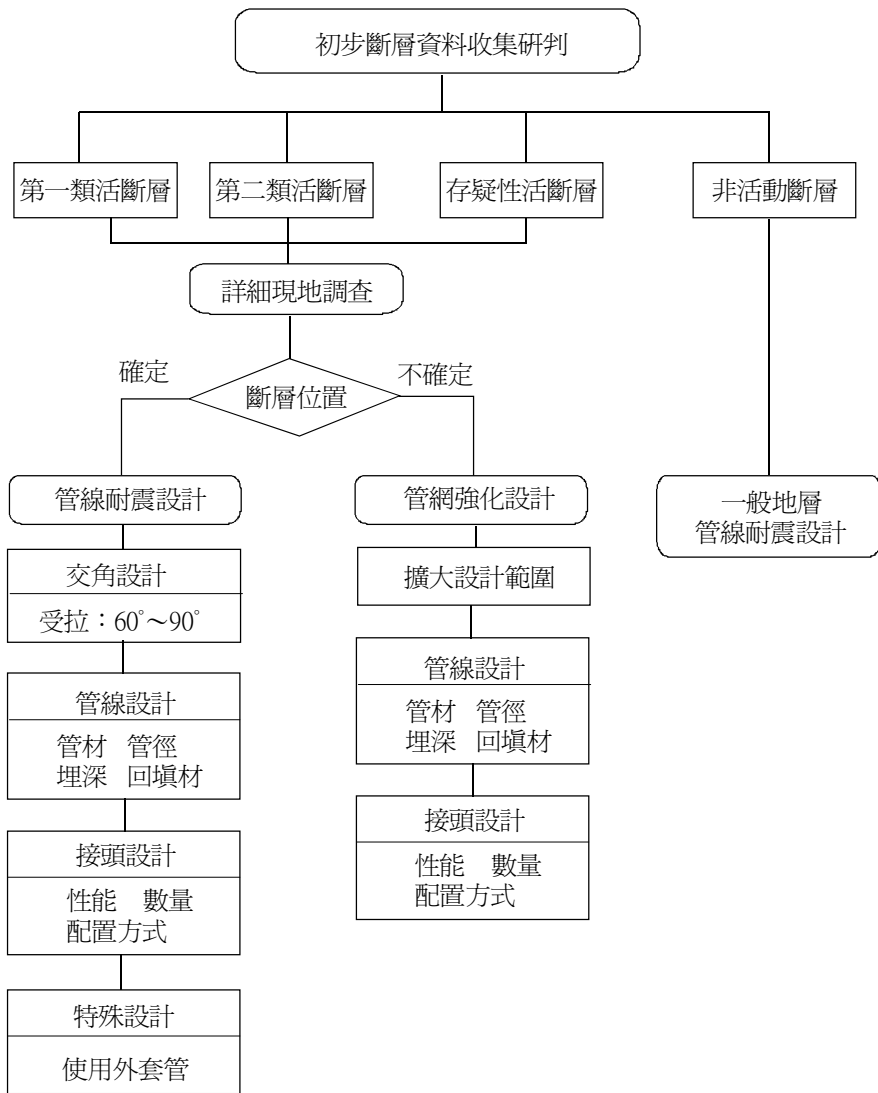 初步斷層資料收集研判
第一類活斷層
第二類活斷層
存疑性活斷層
非活動斷層
詳細現地調查
確定
斷層位置
不確定
管線耐震設計
交角設計
受拉：60°～90°
管線設計
管材 管徑
埋深 回填材
接頭設計
性能 數量
配置方式
特殊設計
使用外套管
管網強化設計
擴大設計範圍
管線設計
管材 管徑
埋深 回填材
接頭設計
性能 數量
配置方式
一般地層
管線耐震設計